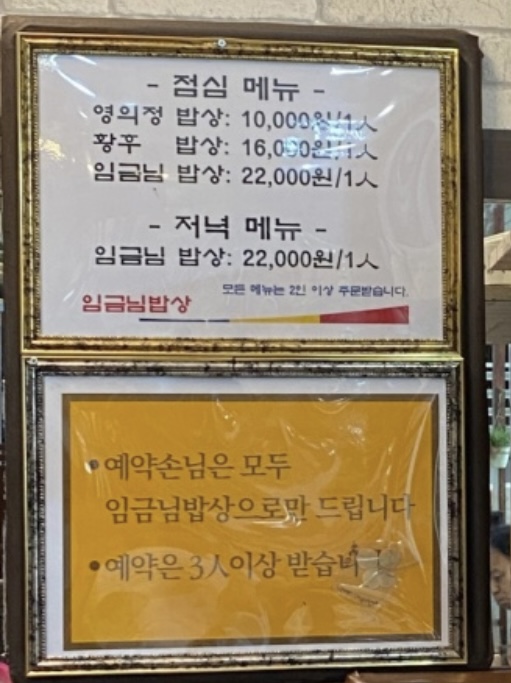 - 점심 메뉴 -
영의정 밥상: 10,000원/1人
황후 밥상: 16,000원/1人
임금님 밥상: 22,000원/1人
- 저녁 메뉴 -
임금님 밥상: 22,000원/1人
모든 메뉴는 2인 이상 주문받습니다.
임금님밥상
• 예약손님은 모두
임금님밥상으로만 드립니다
• 예약은 3人이상 받습니다